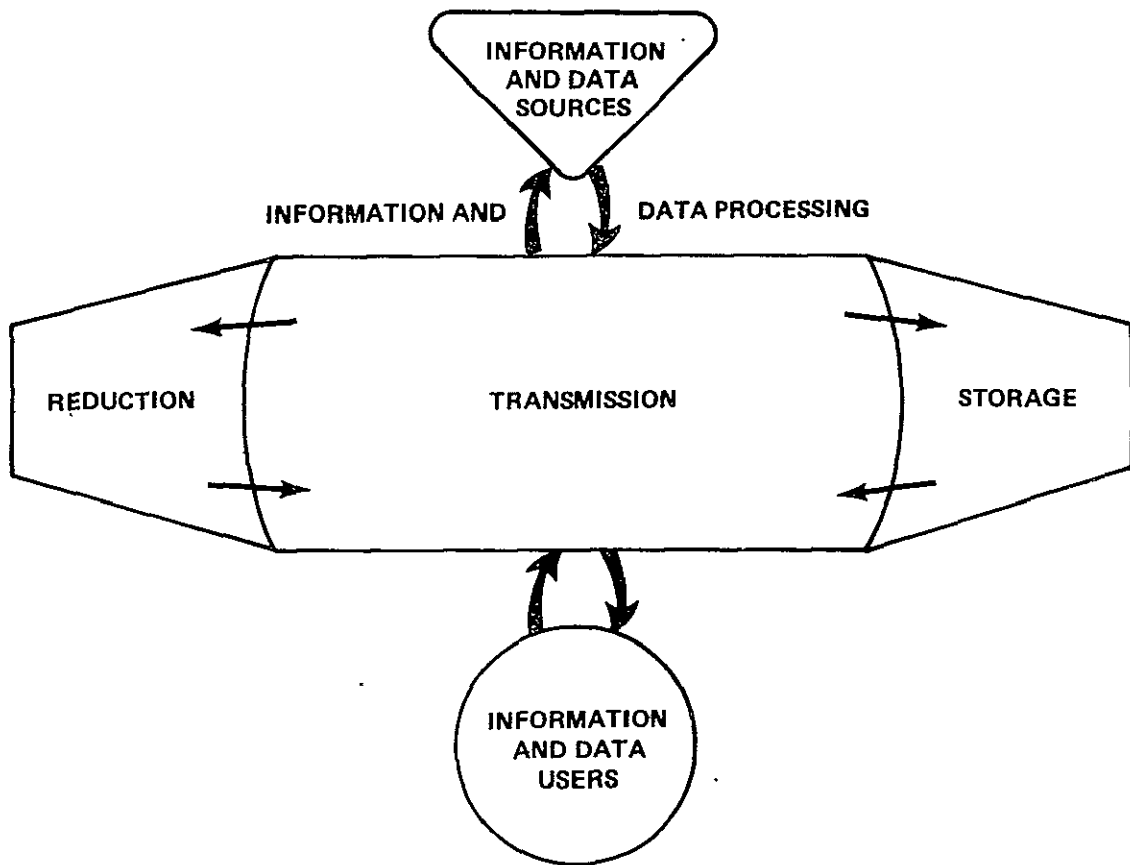 INFORMATION
AND DATA
SOURCES
INFORMATION AND DATA PROCESSING
REDUCTION
TRANSMISSION
STORAGE
INFORMATION
AND DATA
USERS